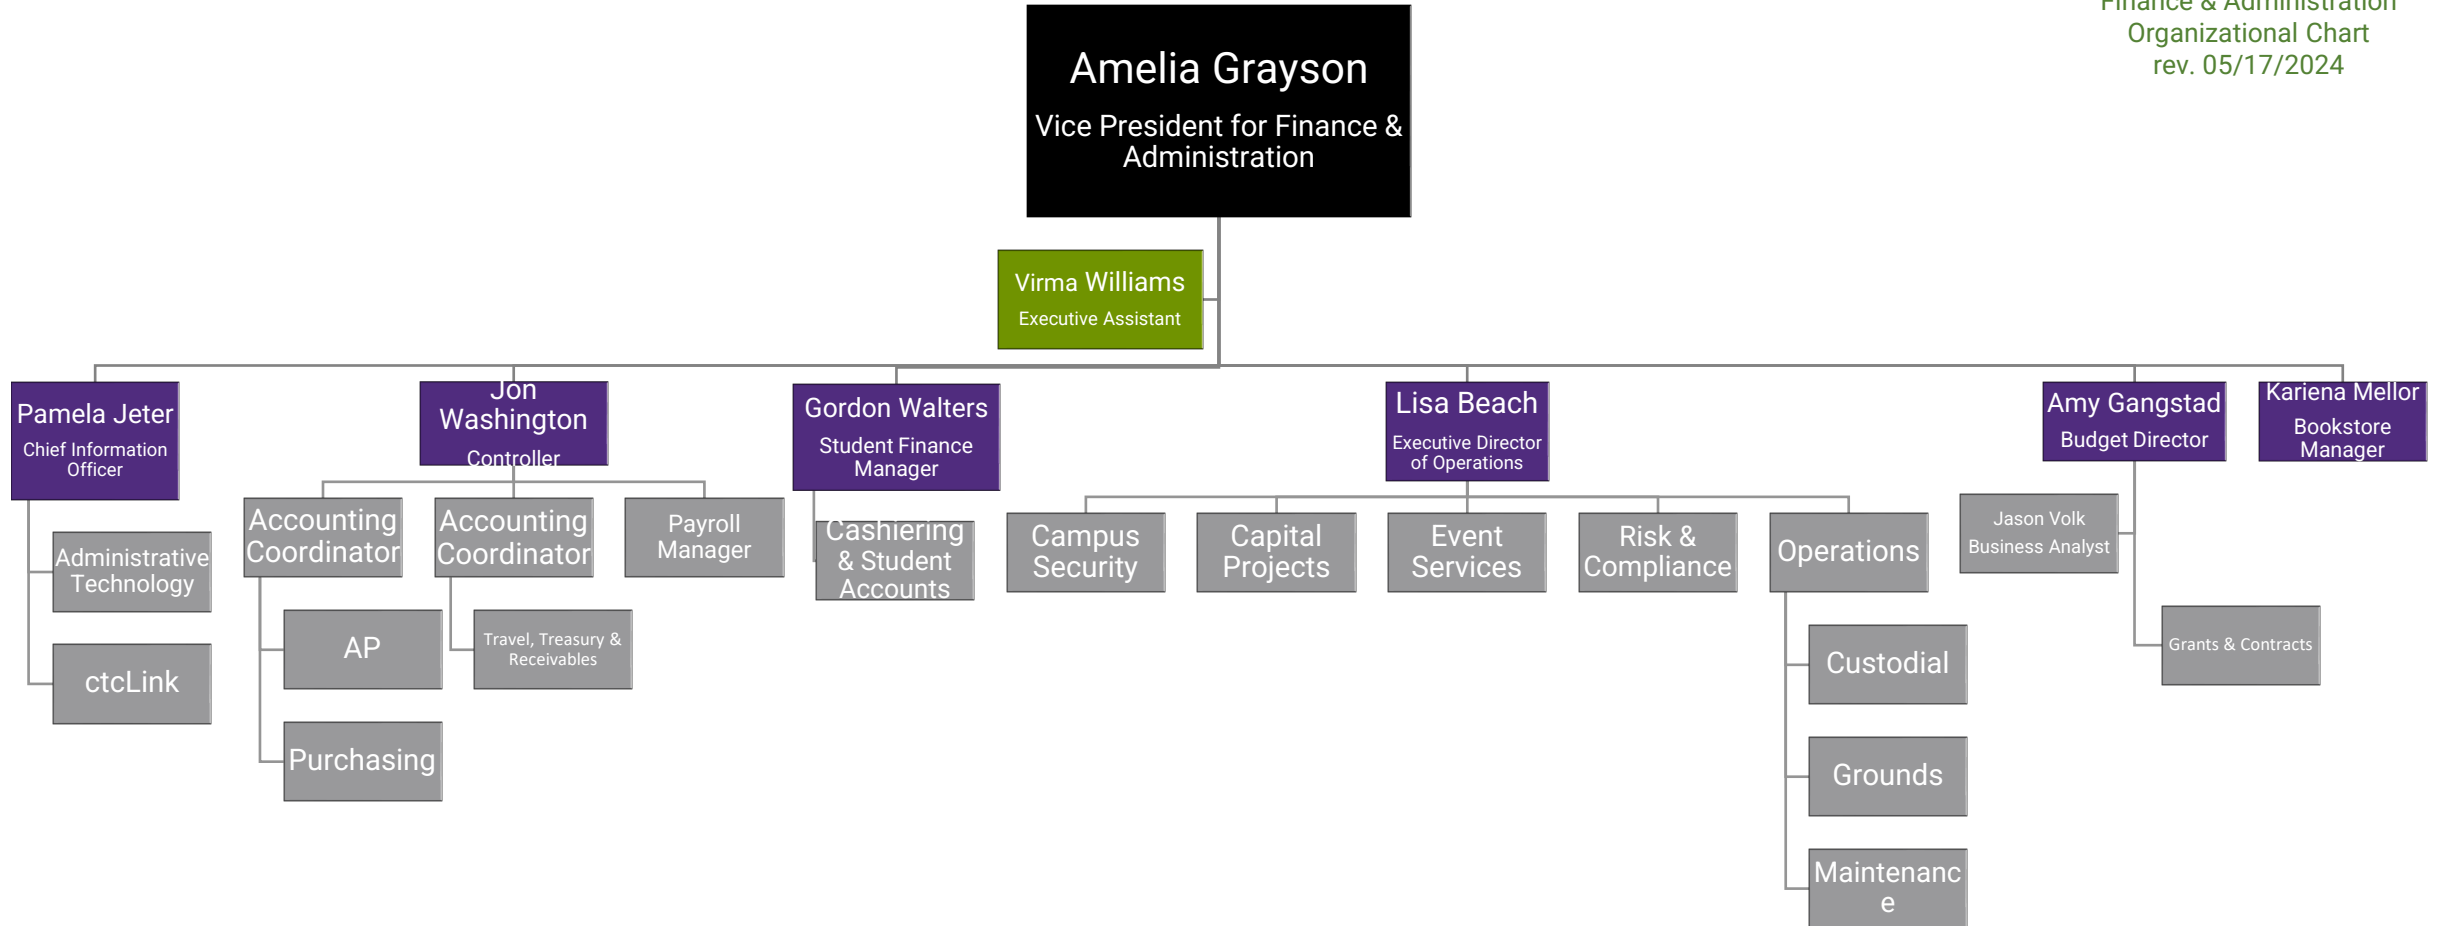 Finance & Administration
Organizational Chart
rev. 05/17/2024
Amelia Grayson
Vice President for Finance &
Administration
Virma Williams
Executive Assistant
Pamela Jeter
Chief Information
Officer
Jon
Washington
Controller
Gordon Walters
Student Finance
Manager
Lisa Beach
Executive Director
of Operations
Amy Gangstad
Budget Director
Kariena Mellor
Bookstore
Manager
Administrative
Technology
ctcLink
Accounting
Coordinator
AP
Purchasing
Accounting
Coordinator
Travel, Treasury &
Receivables
Payroll
Manager
Cashiering
& Student
Accounts
Campus
Security
Capital
Projects
Event
Services
Risk &
Compliance
Operations
Custodial
Grounds
Maintenanc
e
Jason Volk
Business Analyst
Grants & Contracts